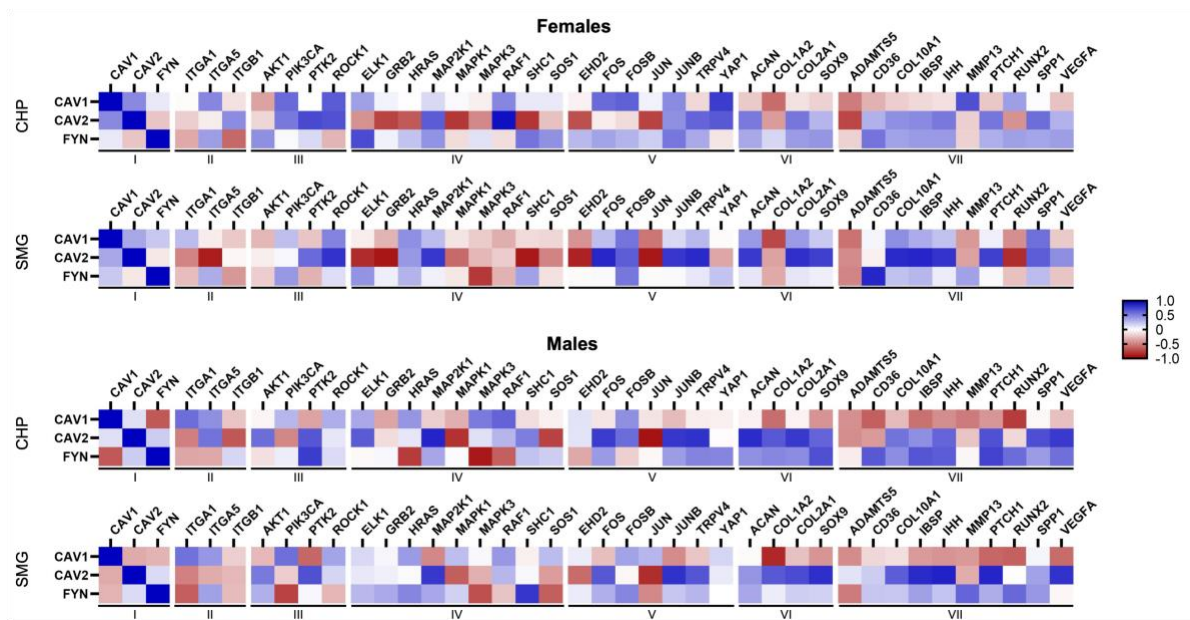 Females
CAV1 CAV2 FYN ITGA1 ITGA5 ITGB1 AKT1 PIK3CA PTK2 ROCK1 ELK1 GRB2 HRAS MAP2K1 MAPK1 MAPK3 RAF1 SHC1 SOS1 EHD2 FOS FOSB JUN JUNB TRPV4 YAP1 ACAN COL1A2 COL2A1 SOX9 ADAMTS5 CD36 COL10A1 IBSP IHH MMP13 PTCH1 RUNX2 SPP1 VEGFA
CHP
CAV1
CAV2
FYN
I II III IV V VI VII
CAV1 CAV2 FYN ITGA1 ITGA5 ITGB1 AKT1 PIK3CA PTK2 ROCK1 ELK1 GRB2 HRAS MAP2K1 MAPK1 MAPK3 RAF1 SHC1 SOS1 EHD2 FOS FOSB JUN JUNB TRPV4 YAP1 ACAN COL1A2 COL2A1 SOX9 ADAMTS5 CD36 COL10A1 IBSP IHH MMP13 PTCH1 RUNX2 SPP1 VEGFA
SMG
CAV1
CAV2
FYN
I II III IV V VI VII
1.0
0.5
0
-0.5
-1.0
Males
CAV1 CAV2 FYN ITGA1 ITGA5 ITGB1 AKT1 PIK3CA PTK2 ROCK1 ELK1 GRB2 HRAS MAP2K1 MAPK1 MAPK3 RAF1 SHC1 SOS1 EHD2 FOS FOSB JUN JUNB TRPV4 YAP1 ACAN COL1A2 COL2A1 SOX9 ADAMTS5 CD36 COL10A1 IBSP IHH MMP13 PTCH1 RUNX2 SPP1 VEGFA
CHP
CAV1
CAV2
FYN
I II III IV V VI VII
CAV1 CAV2 FYN ITGA1 ITGA5 ITGB1 AKT1 PIK3CA PTK2 ROCK1 ELK1 GRB2 HRAS MAP2K1 MAPK1 MAPK3 RAF1 SHC1 SOS1 EHD2 FOS FOSB JUN JUNB TRPV4 YAP1 ACAN COL1A2 COL2A1 SOX9 ADAMTS5 CD36 COL10A1 IBSP IHH MMP13 PTCH1 RUNX2 SPP1 VEGFA
SMG
CAV1
CAV2
FYN
I II III IV V VI VII